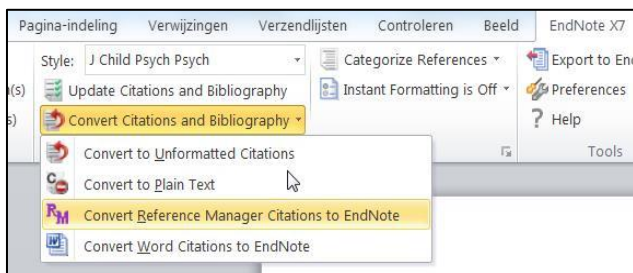 Pagina-indeling Verwijzingen Verzendlijsten Controleren Beeld EndNote X7
Style: J Child Psych Psych Categorize References Export to En
n(s) Update Citations and Bibliography Instant Formatting is Off Preferences
s) Convert Citations and Bibliography ? Help
Convert to Unformatted Citations Tools
Convert to Plain Text
RM Convert Reference Manager Citations to EndNote
W Convert Word Citations to EndNote